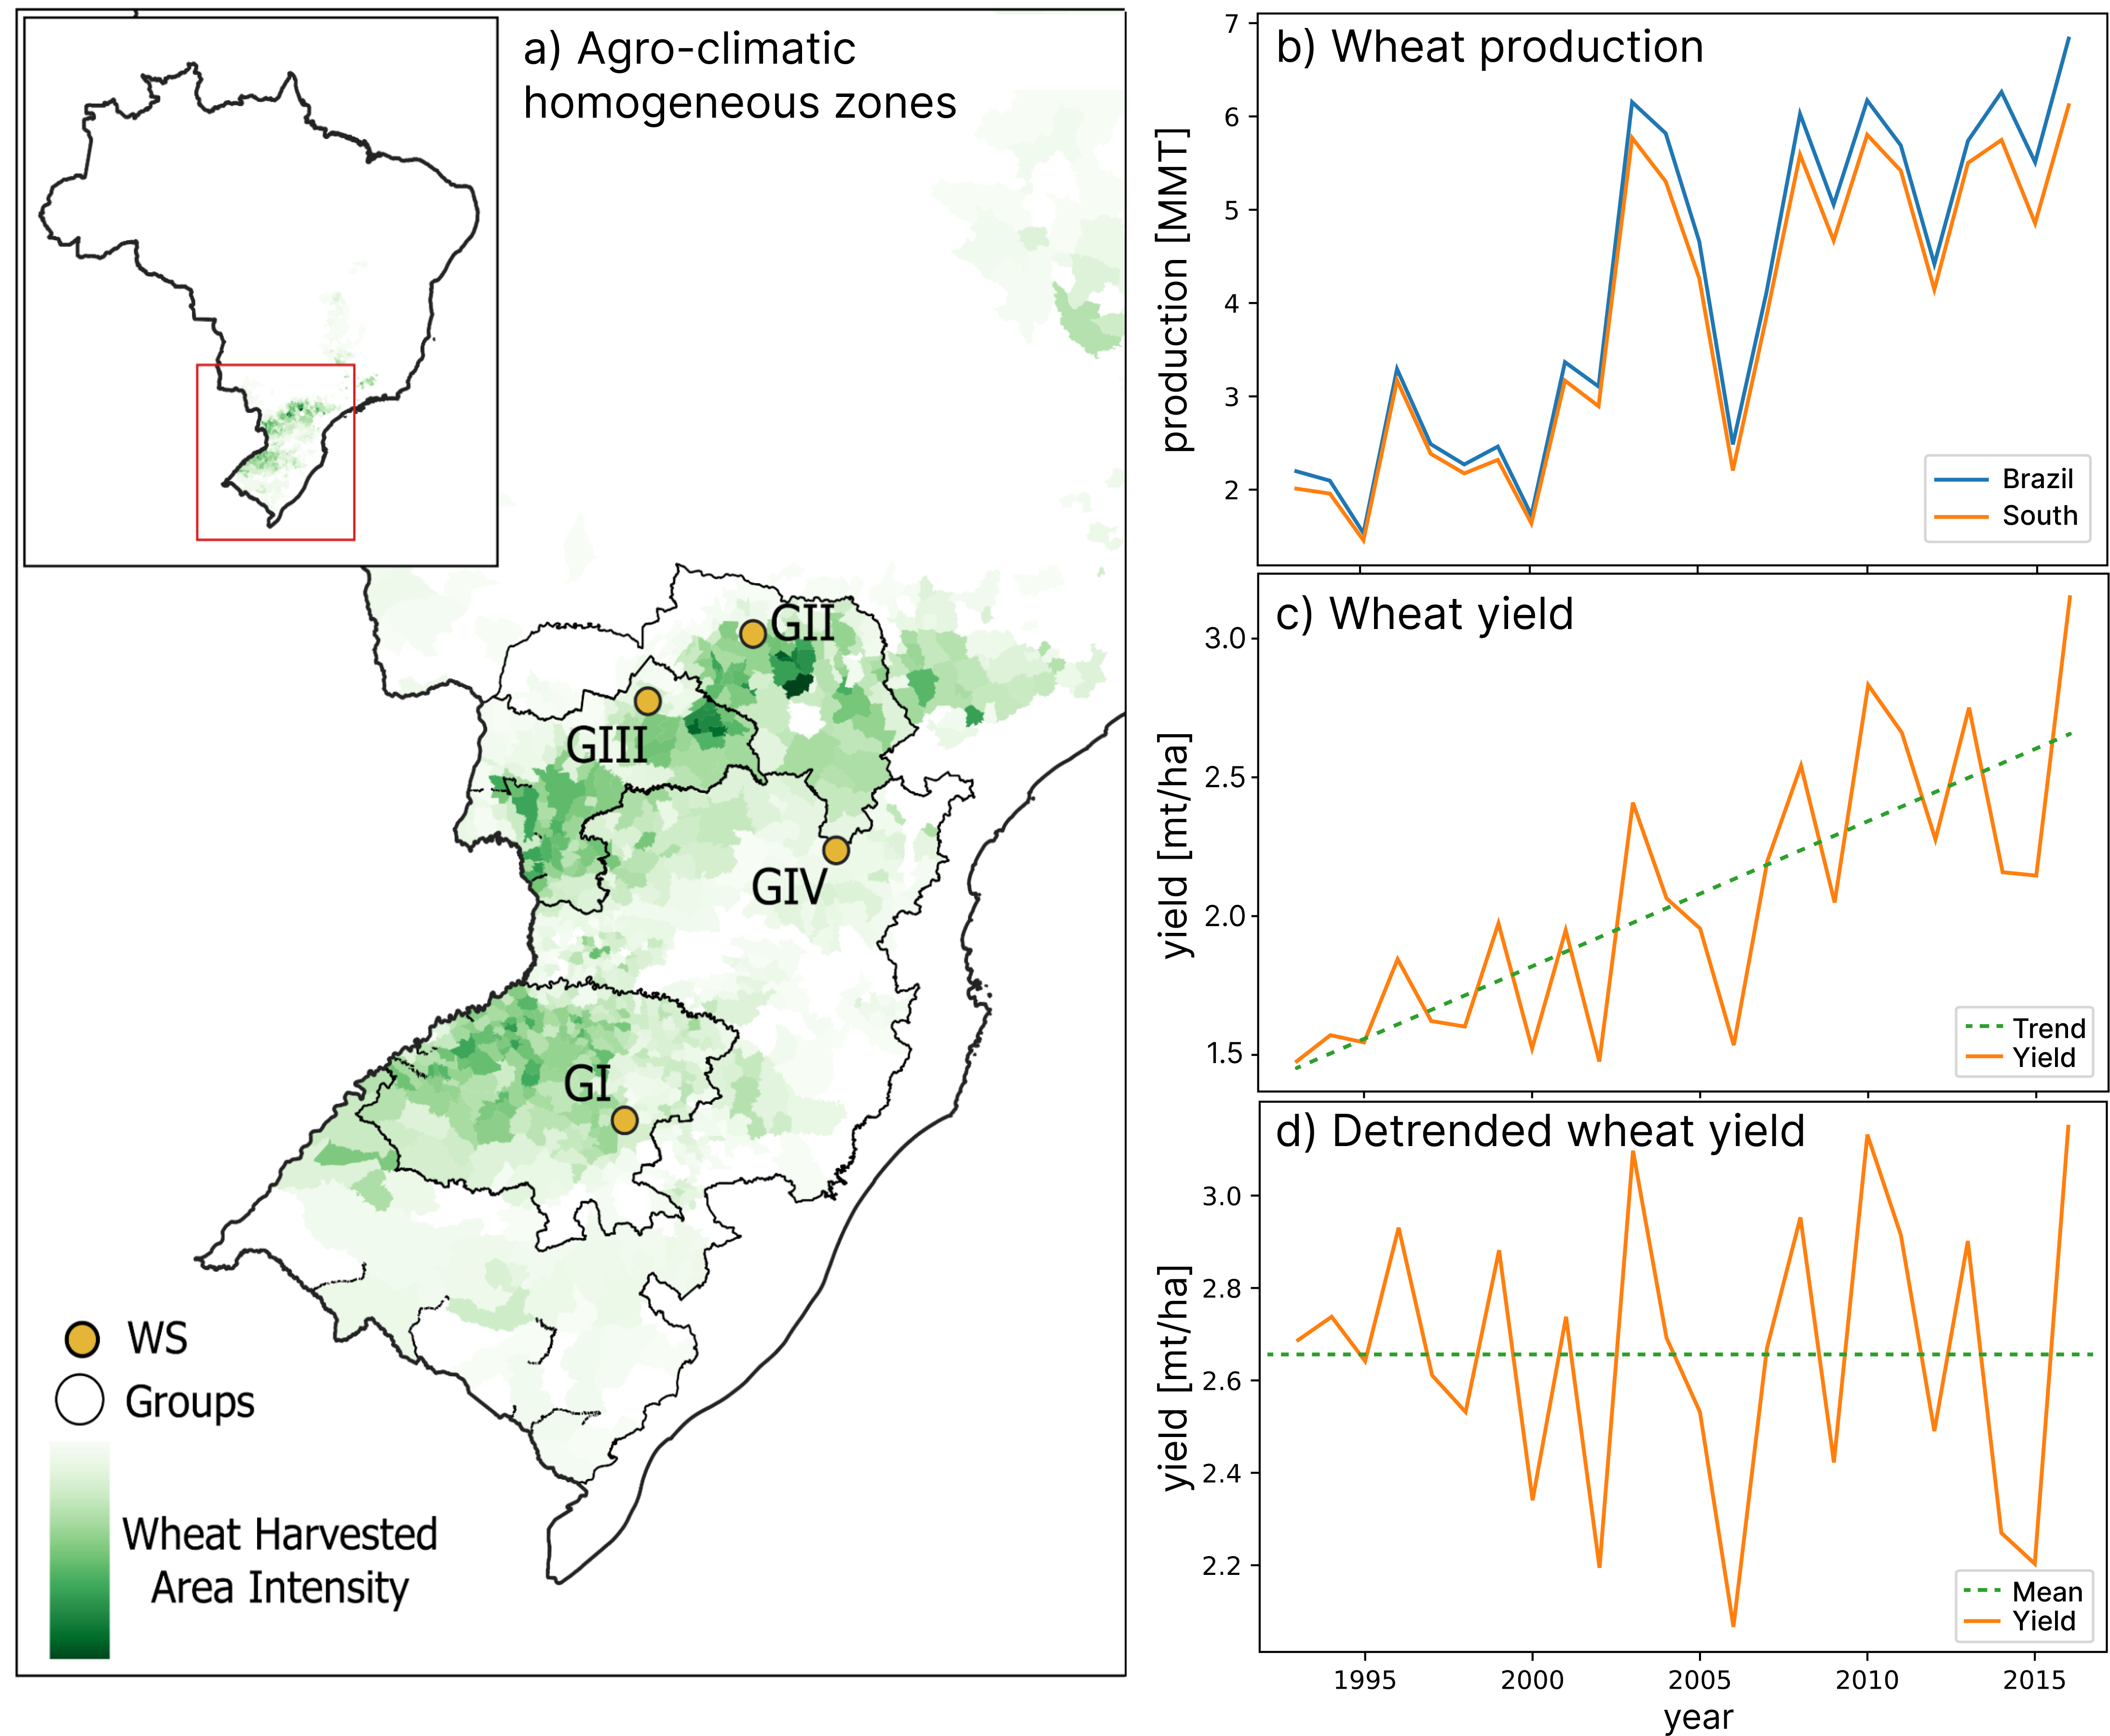 a) Agro-climatic
homogeneous zones
GII
GIII
GIV
GI
WS
Groups
Wheat Harvested
Area Intensity
b) Wheat production
production [MMT]
7
6
5
4
3
2
Brazil
South
c) Wheat yield
yield [mt/ha]
3.0
2.5
2.0
1.5
Trend
Yield
d) Detrended wheat yield
yield [mt/ha]
3.0
2.8
2.6
2.4
2.2
Mean
Yield
1995 2000 2005 2010 2015
year